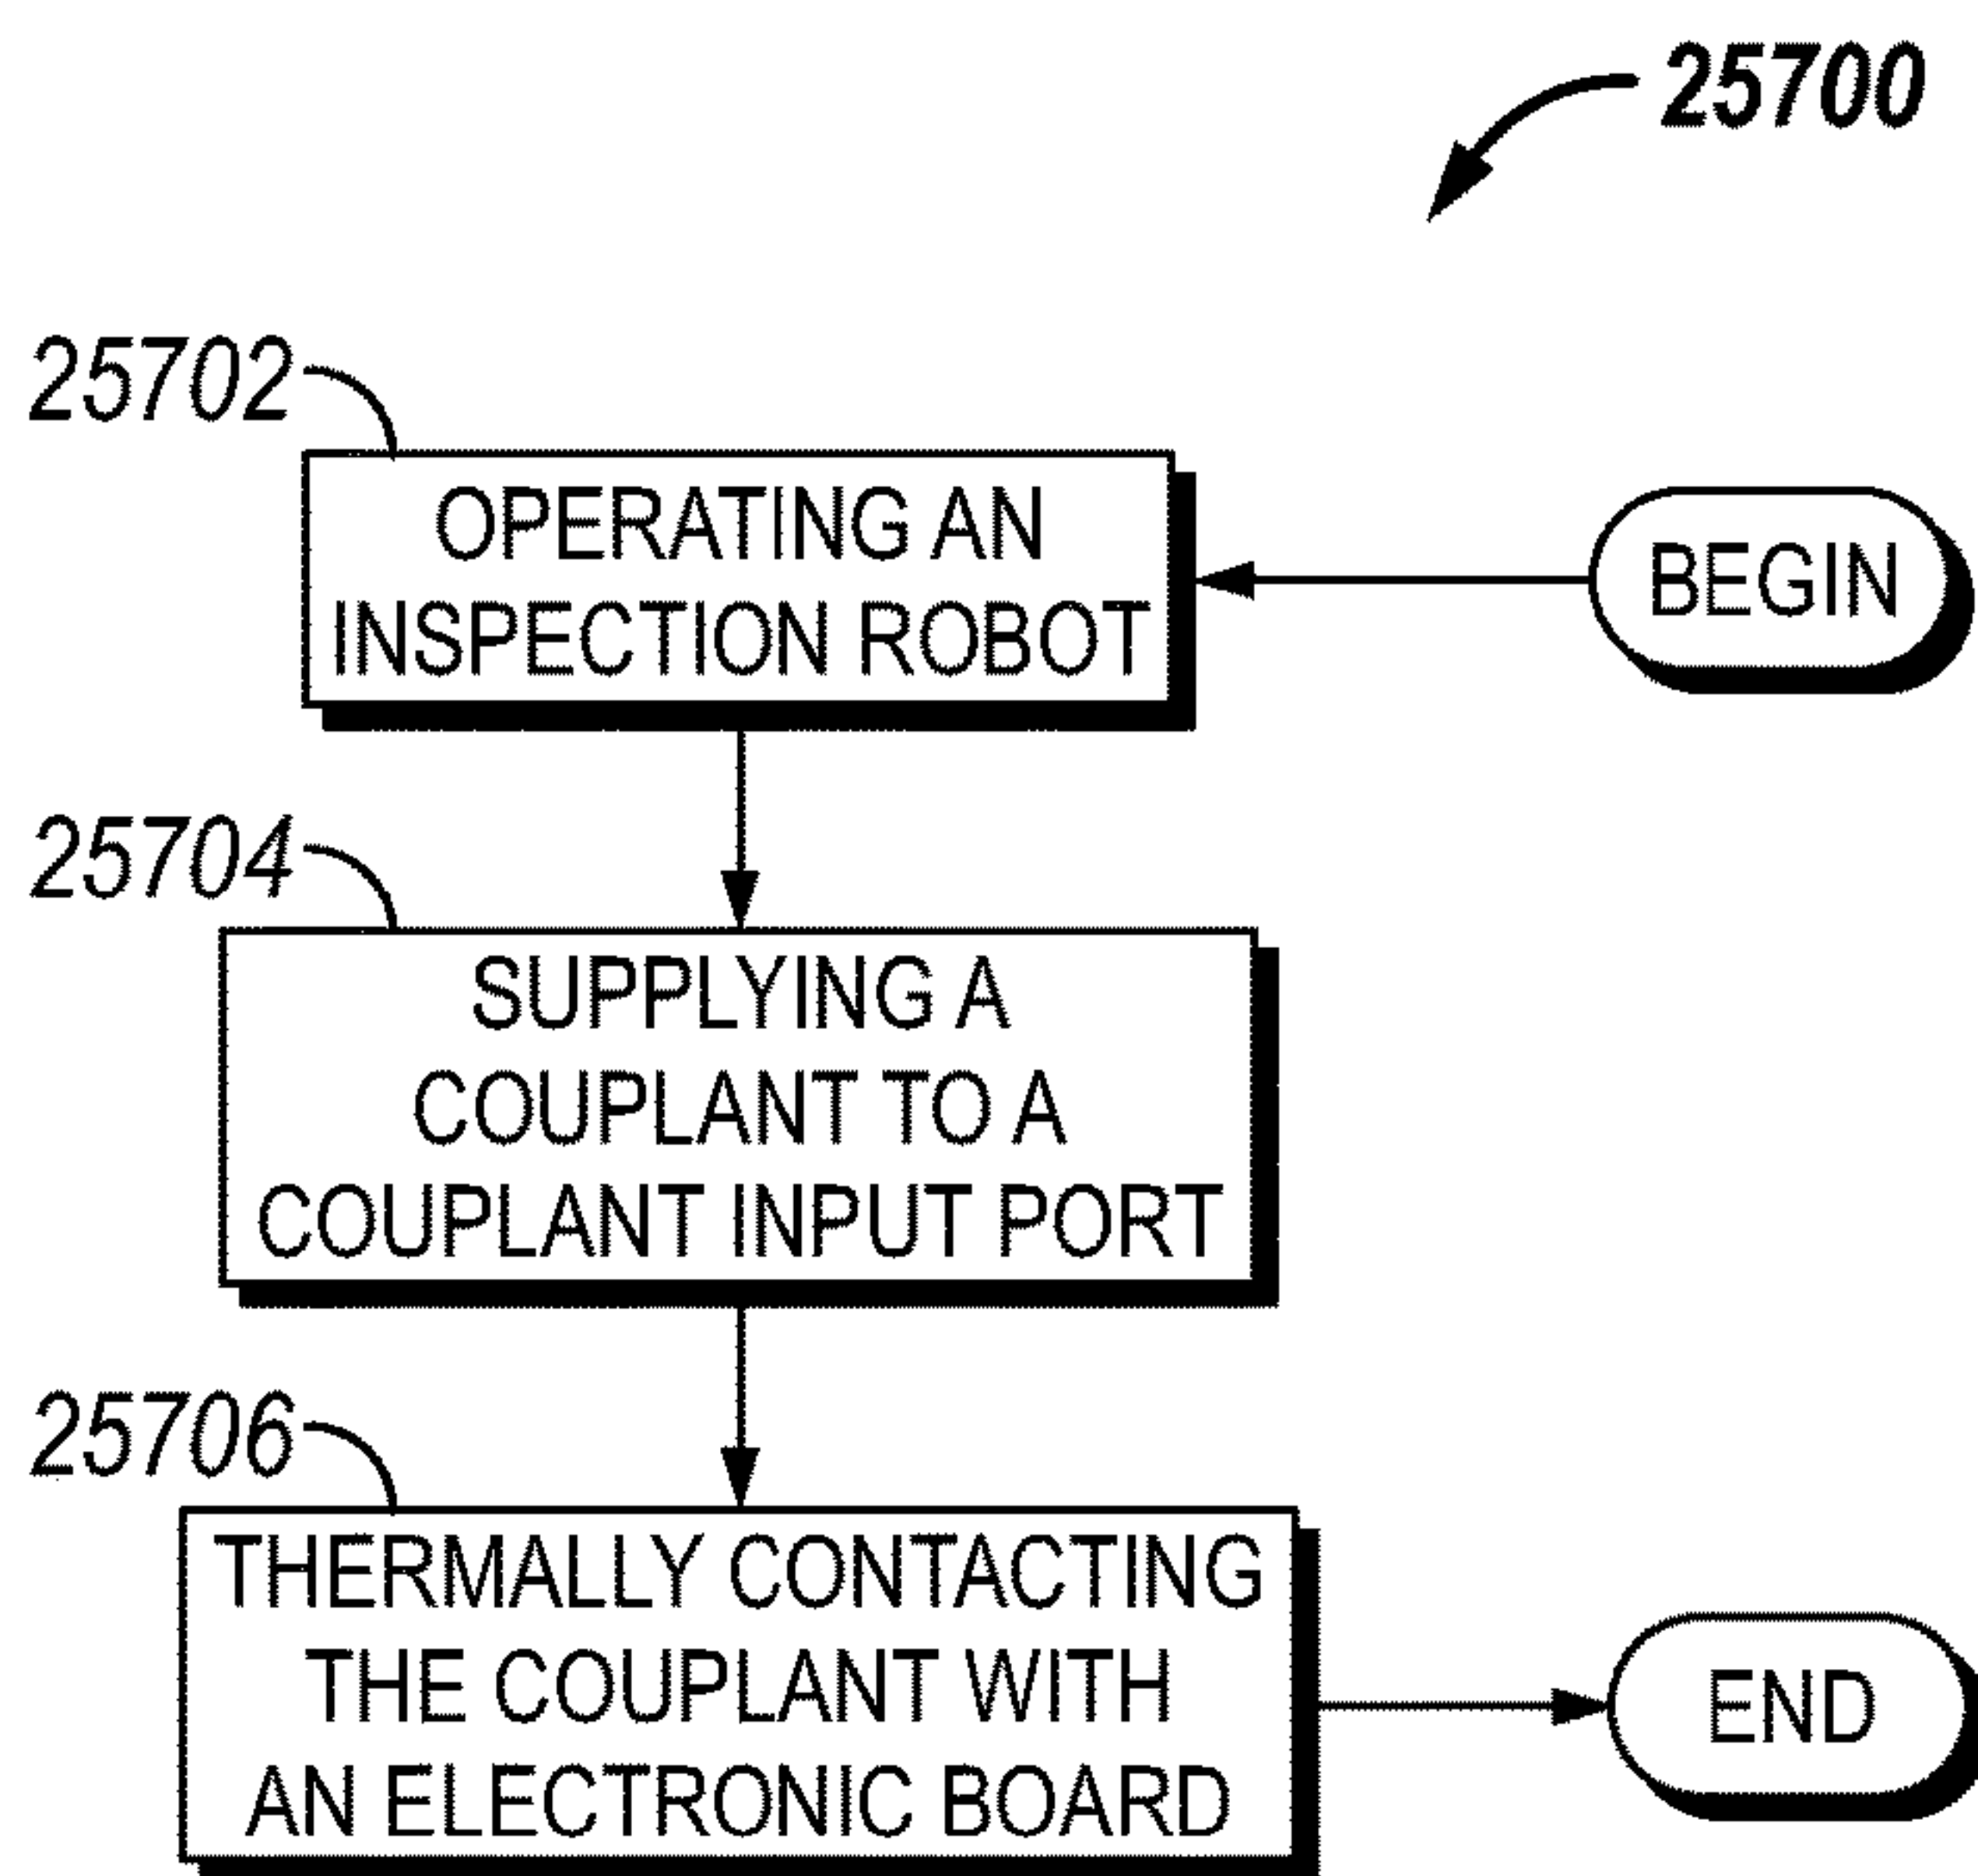 25700
25702
OPERATING AN
INSPECTION ROBOT
BEGIN
25704
SUPPLYING A
COUPLANT TO A
COUPLANT INPUT PORT
25706
THERMALLY CONTACTING
THE COUPLANT WITH
AN ELECTRONIC BOARD
END